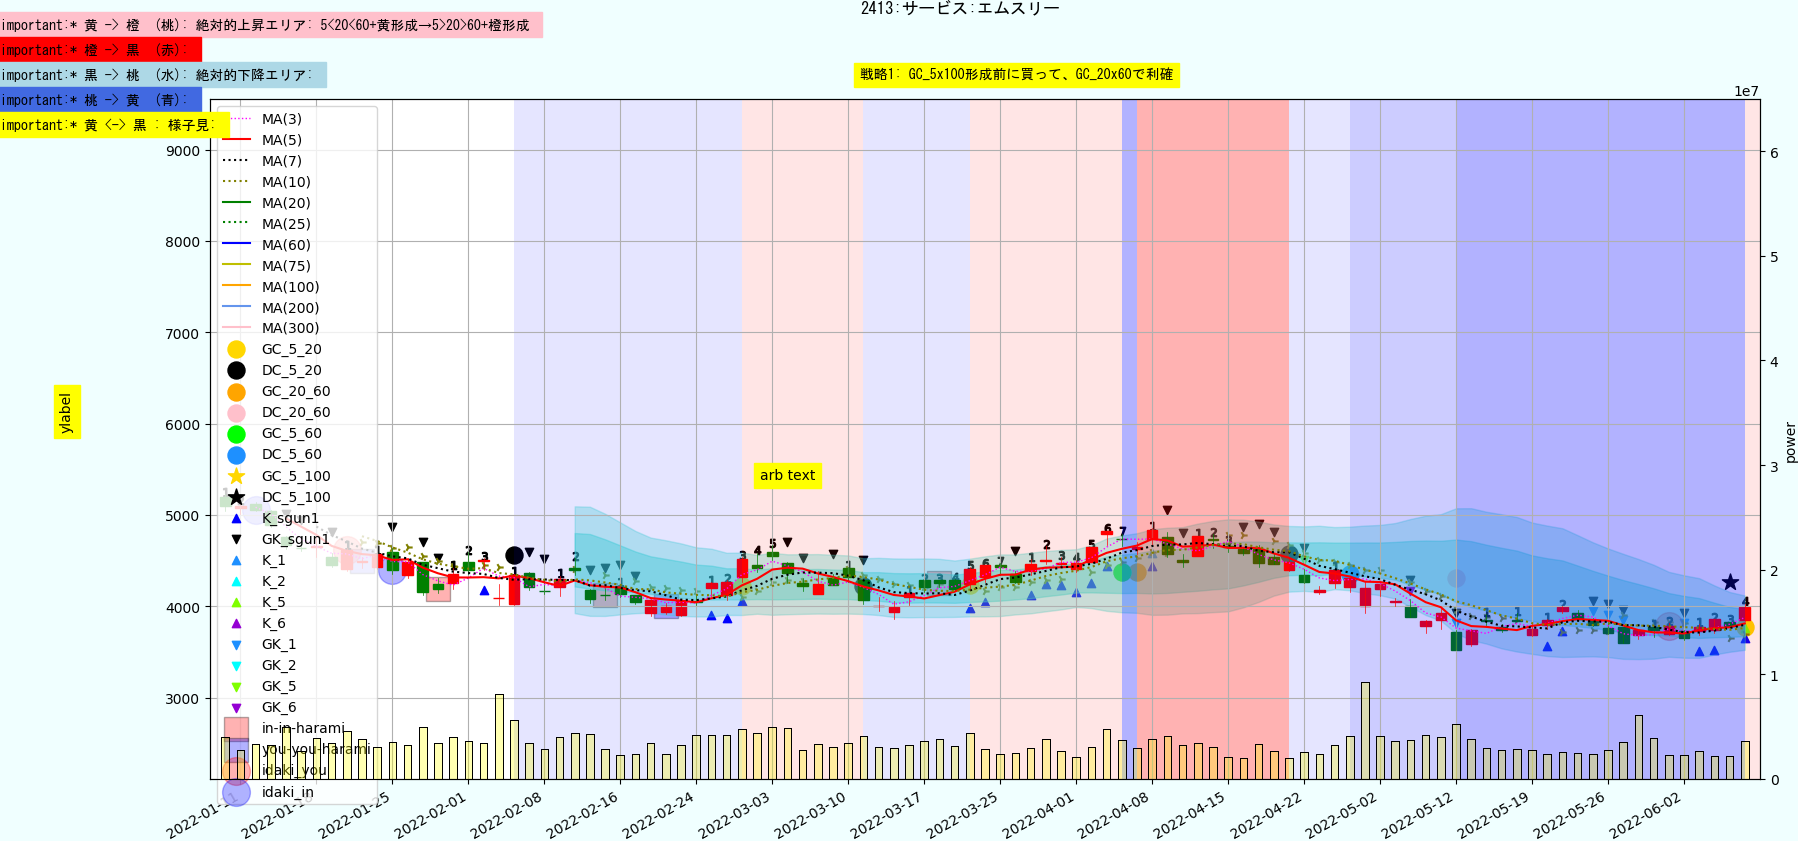 2413:サービス:エムスリー
important:* 黄 -> 橙 (桃): 絶対的上昇エリア: 5<20<60+黄形成→5>20>60+橙形成
important:* 橙 -> 黒 (赤):
important:* 黒 -> 桃 (水): 絶対的下降エリア:
戦略1: GC_5x100形成前に買って、GC_20x60で利確
important:* 桃 -> 黄 (青):
1e7
important:* 黄 <-> 黒 : 様子見:
MA(3)
MA(5)
MA(7)
MA(10)
MA(20)
MA(25)
MA(60)
MA(75)
MA(100)
MA(200)
MA(300)
GC_5_20
DC_5_20
GC_20_60
DC_20_60
GC_5_60
DC_5_60
GC_5_100
DC_5_100
K_sgun1
GK_sgun1
K_1
K_2
K_5
K_6
GK_1
GK_2
GK_5
GK_6
in-in-harami
you-you-harami
idaki_you
idaki_in
9000
8000
7000
6000
5000
4000
3000
ylabel
arb text
6
5
4
3
2
1
0
power
2022-01-25
2022-02-01
2022-02-08
2022-02-16
2022-02-24
2022-03-03
2022-03-10
2022-03-17
2022-03-25
2022-04-01
2022-04-08
2022-04-15
2022-04-22
2022-05-02
2022-05-12
2022-05-19
2022-05-26
2022-06-02